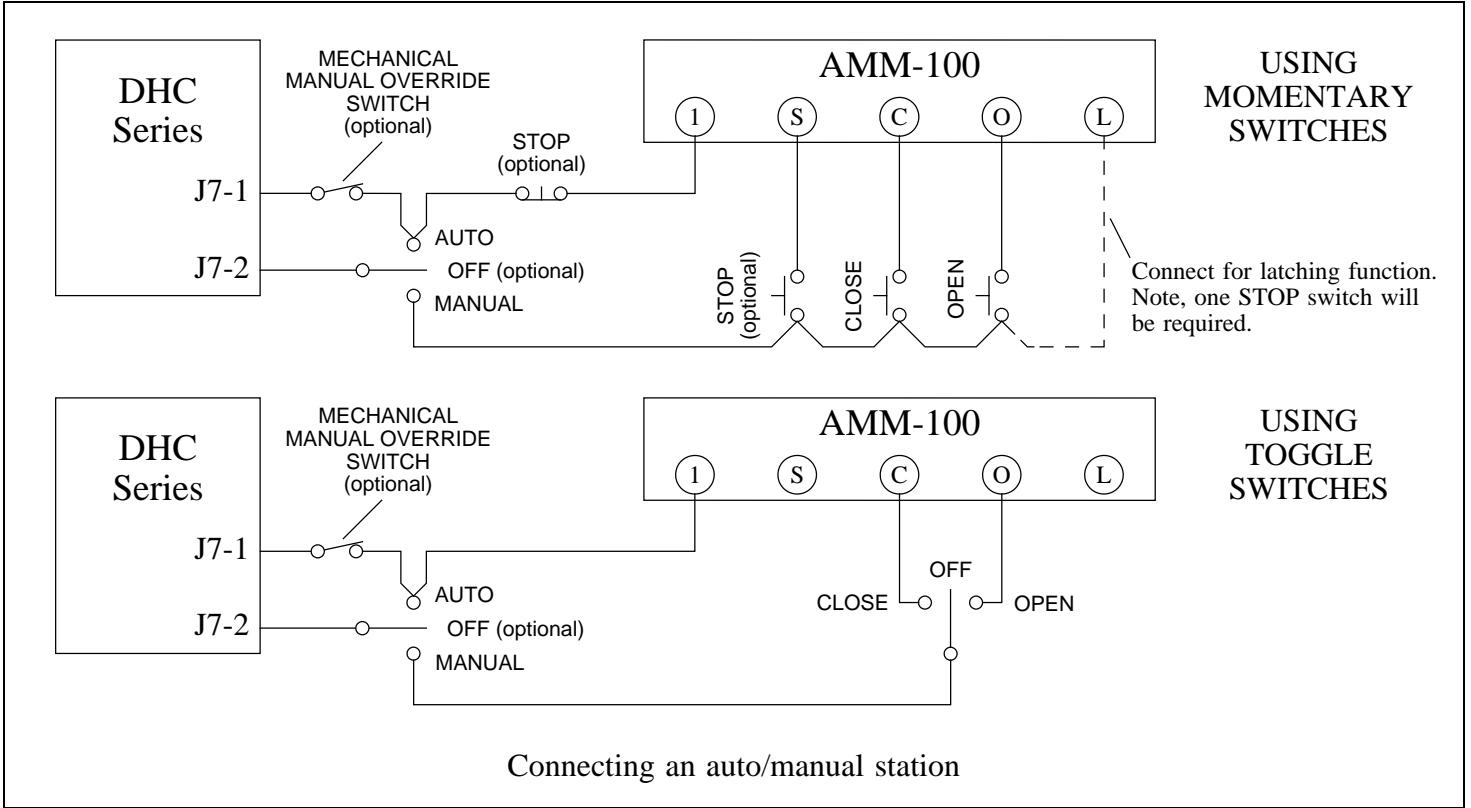 DHC
Series
J7-1
J7-2
MECHANICAL
MANUAL OVERRIDE
SWITCH
(optional)
STOP
(optional)
AUTO
OFF (optional)
MANUAL
AMM-100
1 S C O L
STOP
(optional)
CLOSE
OPEN
USING
MOMENTARY
SWITCHES
Connect for latching function.
Note, one STOP switch will
be required.
DHC
Series
J7-1
J7-2
MECHANICAL
MANUAL OVERRIDE
SWITCH
(optional)
AUTO
OFF (optional)
MANUAL
AMM-100
1 S C O L
OFF
CLOSE
OPEN
USING
TOGGLE
SWITCHES
Connecting an auto/manual station